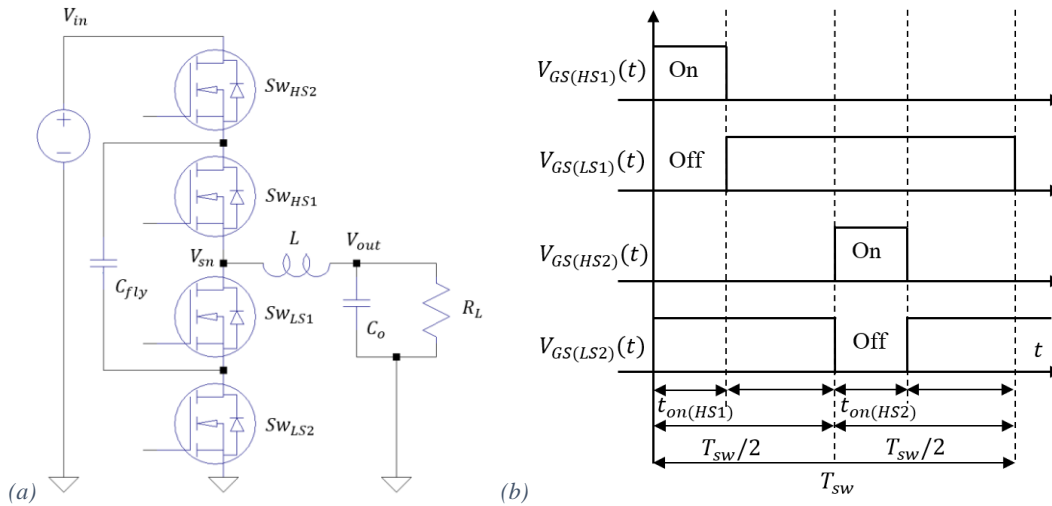 V_in
Sw_HS2
Sw_HS1
L
V_out
V_sn
C_fly
Sw_LS1
C_o
R_L
Sw_LS2
(a)
V_GS(HS1)(t)
On
V_GS(LS1)(t)
Off
V_GS(HS2)(t)
On
V_GS(LS2)(t)
Off
t
t_on(HS1)
t_on(HS2)
T_sw/2
T_sw/2
T_sw
(b)